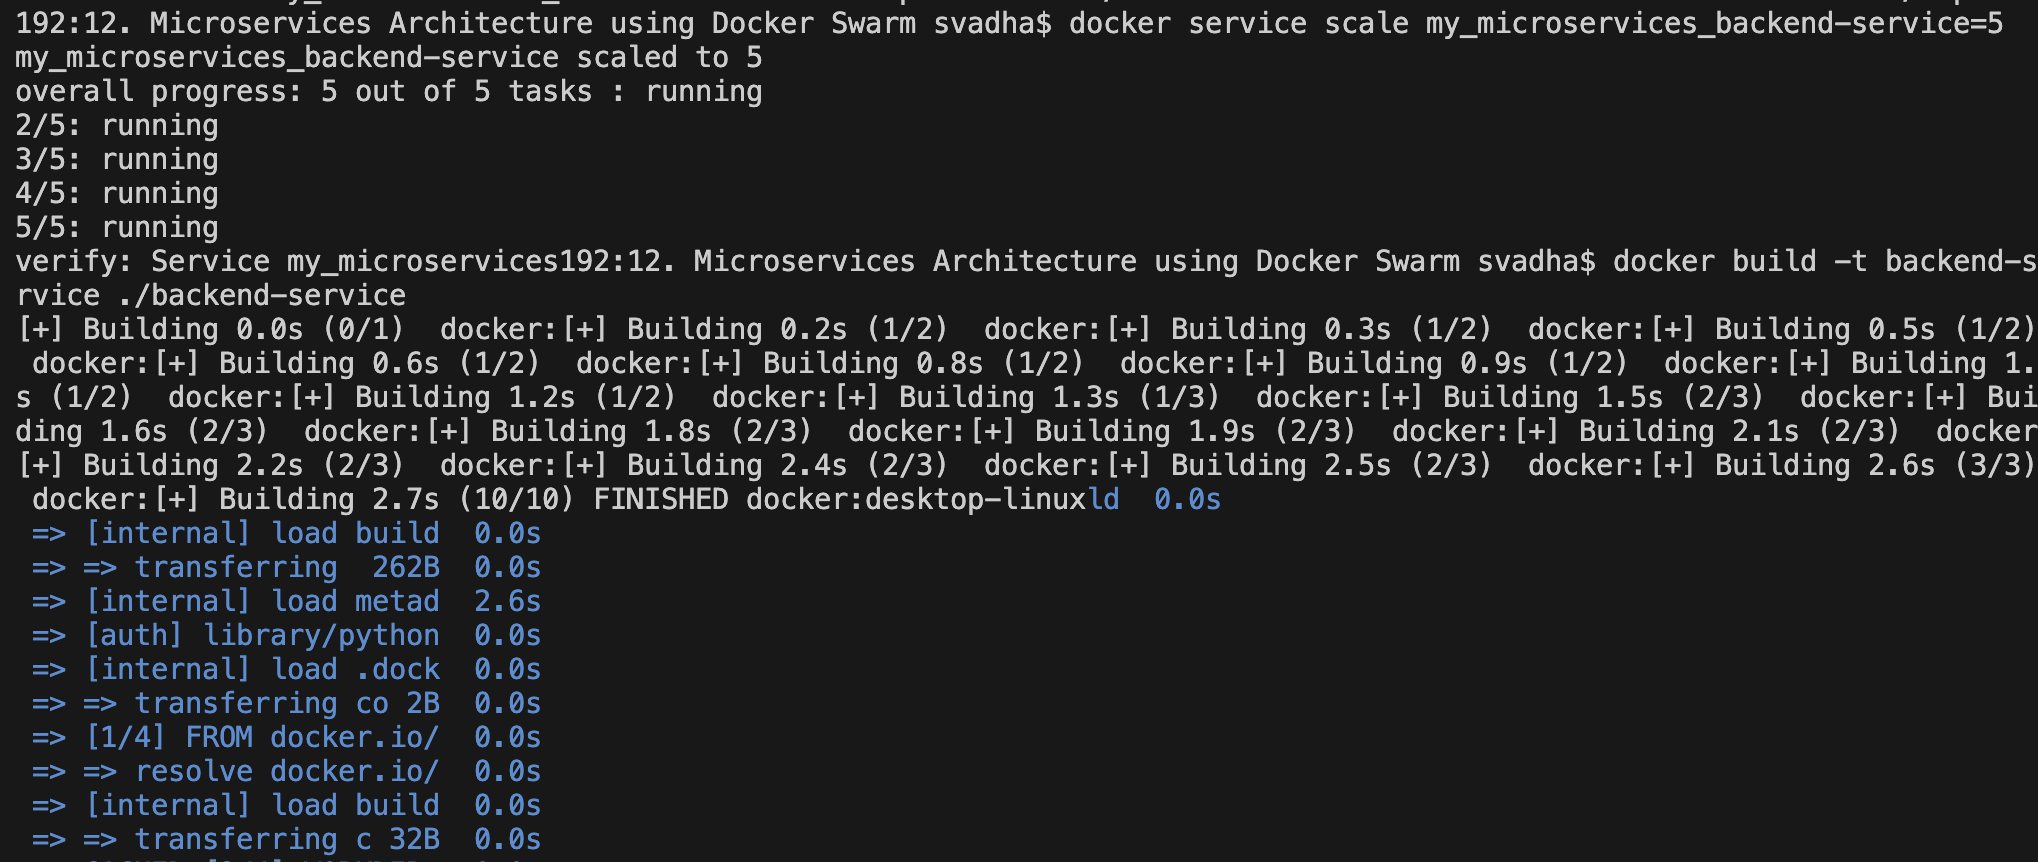 192:12. Microservices Architecture using Docker Swarm svadha$ docker service scale my_microservices_backend-service=5
my_microservices_backend-service scaled to 5
overall progress: 5 out of 5 tasks : running
2/5: running
3/5: running
4/5: running
5/5: running
verify: Service my_microservices192:12. Microservices Architecture using Docker Swarm svadha$ docker build -t backend-s
rvice ./backend-service
[+] Building 0.0s (0/1)  docker:[+] Building 0.2s (1/2)  docker:[+] Building 0.3s (1/2)  docker:[+] Building 0.5s (1/2)
 docker:[+] Building 0.6s (1/2)  docker:[+] Building 0.8s (1/2)  docker:[+] Building 0.9s (1/2)  docker:[+] Building 1.
s (1/2)  docker:[+] Building 1.2s (1/2)  docker:[+] Building 1.3s (1/3)  docker:[+] Building 1.5s (2/3)  docker:[+] Bui
ding 1.6s (2/3)  docker:[+] Building 1.8s (2/3)  docker:[+] Building 1.9s (2/3)  docker:[+] Building 2.1s (2/3)  docker
[+] Building 2.2s (2/3)  docker:[+] Building 2.4s (2/3)  docker:[+] Building 2.5s (2/3)  docker:[+] Building 2.6s (3/3)
 docker:[+] Building 2.7s (10/10) FINISHED docker:desktop-linuxld  0.0s
 => [internal] load build  0.0s
 => => transferring  262B  0.0s
 => [internal] load metad  2.6s
 => [auth] library/python  0.0s
 => [internal] load .dock  0.0s
 => => transferring co 2B  0.0s
 => [1/4] FROM docker.io/  0.0s
 => => resolve docker.io/  0.0s
 => [internal] load build  0.0s
 => => transferring c 32B  0.0s